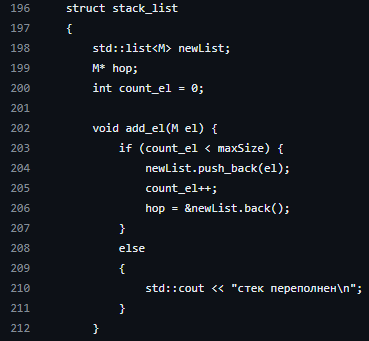 196 struct stack_list
197 {
198 std::list<M> newList;
199 M* hop;
200 int count_el = 0;
201
202 void add_el(M el) {
203 if (count_el < maxSize) {
204 newList.push_back(el);
205 count_el++;
206 hop = &newList.back();
207 }
208 else
209 {
210 std::cout << "стек переполнен\n";
211 }
212 }